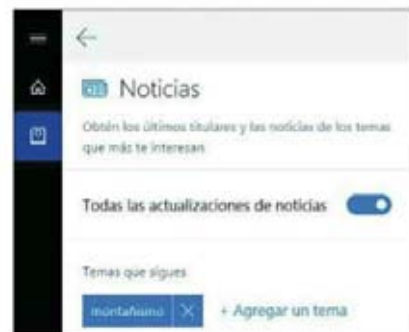 Noticias
Obtén los últimos titulares y las noticias de los temas
que más te interesan
Todas las actualizaciones de noticias
Temas que sigues
montañismo
+ Agregar un tema